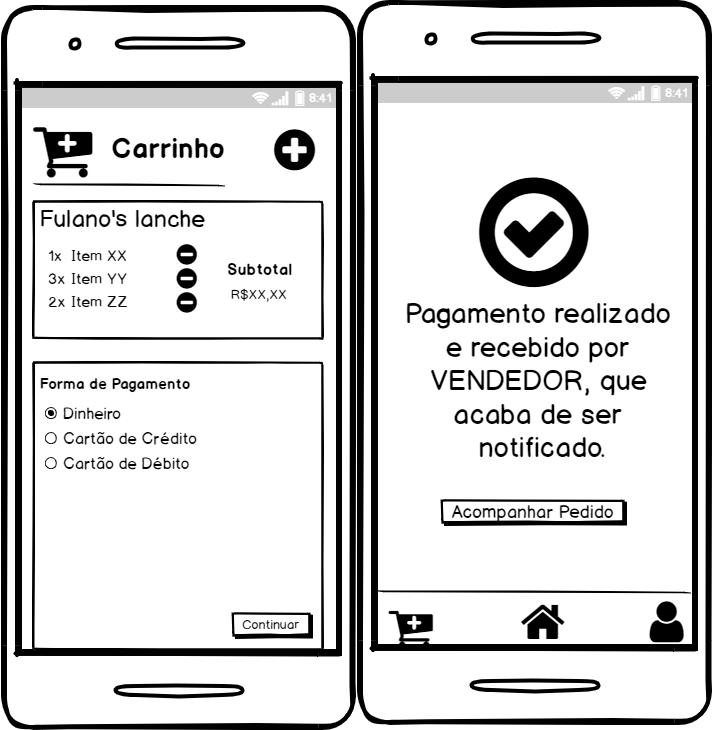 8:41
Carrinho
Fulano's lanche
1x Item XX
3x Item YY
2x Item ZZ
Subtotal
R$XX,XX
Forma de Pagamento
Dinheiro
Cartão de Crédito
Cartão de Débito
Continuar
8:41
Pagamento realizado
e recebido por
VENDEDOR, que
acaba de ser
notificado.
Acompanhar Pedido